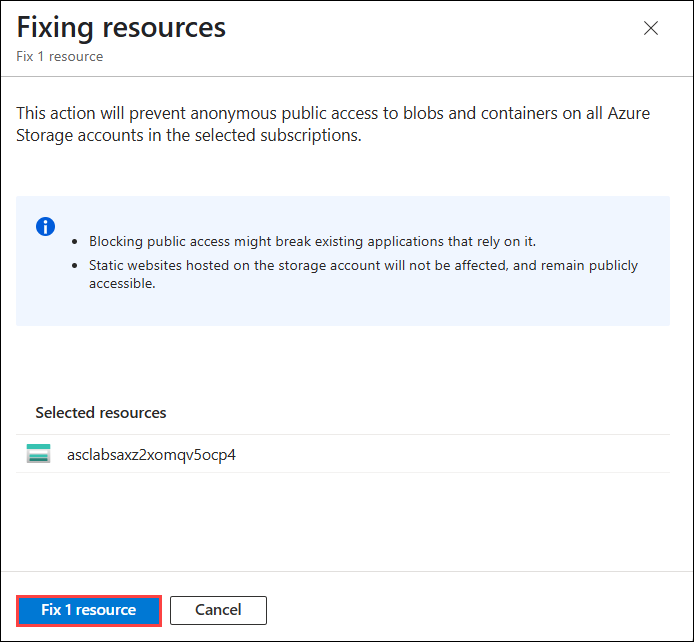 Fixing resources
Fix 1 resource
This action will prevent anonymous public access to blobs and containers on all Azure
Storage accounts in the selected subscriptions.
• Blocking public access might break existing applications that rely on it.
• Static websites hosted on the storage account will not be affected, and remain publicly
accessible.
Selected resources
asclabsaxz2xomqv5ocp4
Fix 1 resource
Cancel